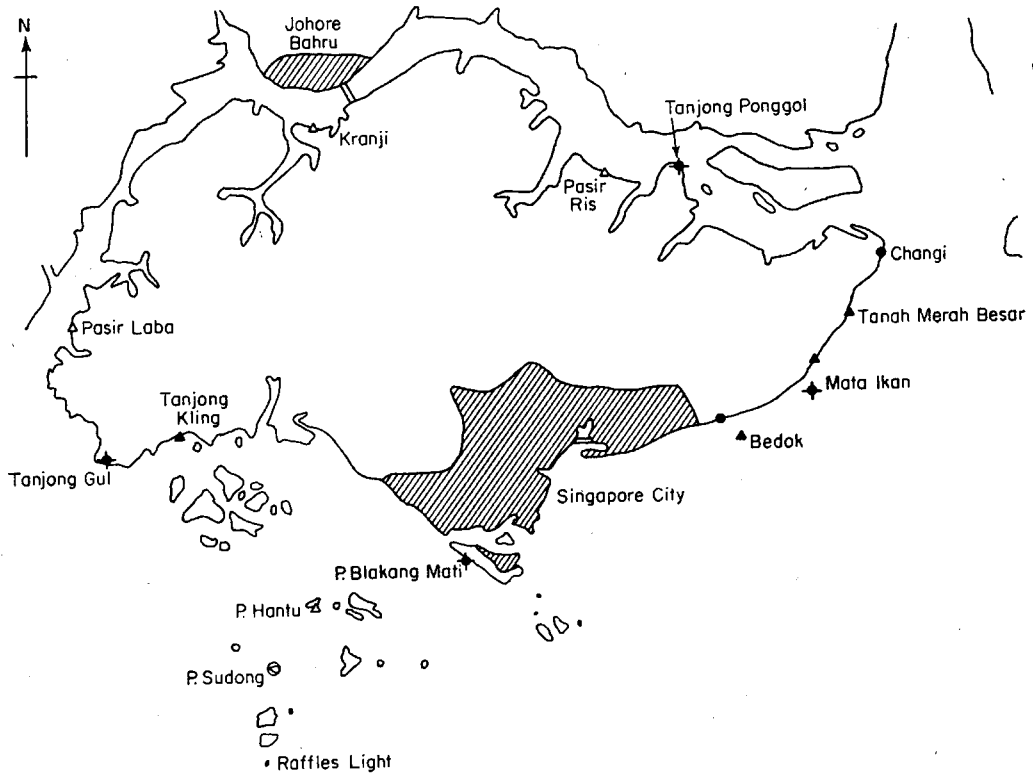 N
Johore
Bahru
Kranji
Tanjong Ponggol
Pasir
Ris
Changi
Pasir Laba
Tanah Merah Besar
Mata Ikan
Tanjong
Kling
Bedok
Tanjong Gul
Singapore City
P. Blakang Mati
P. Hantu
P. Sudong
Raffles Light